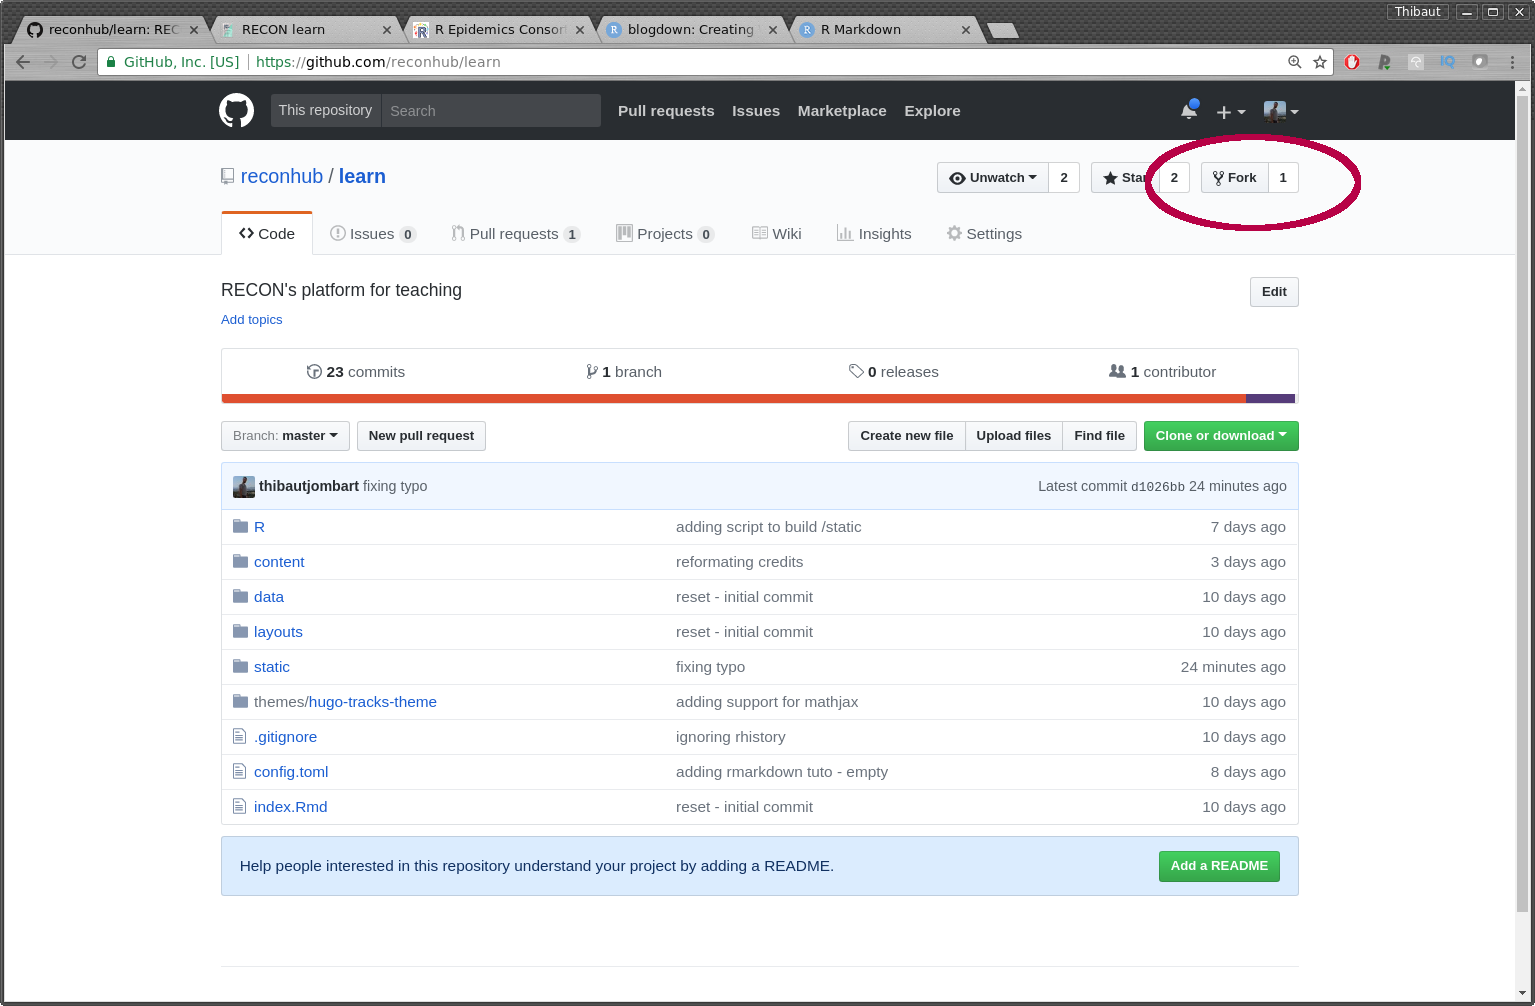 Thibaut
reconhub/learn: REC RECON learn R Epidemics Consor blogdown: Creating R Markdown
GitHub, Inc. [US] https://github.com/reconhub/learn
This repository Search Pull requests Issues Marketplace Explore
reconhub / learn Unwatch 2 Star 2 Fork 1
Code Issues 0 Pull requests 1 Projects 0 Wiki Insights Settings
RECON's platform for teaching Edit
Add topics
23 commits 1 branch 0 releases 1 contributor
Branch: master New pull request Create new file Upload files Find file Clone or download
thibautjombart fixing typo Latest commit d1026bb 24 minutes ago
R adding script to build /static 7 days ago
content reformating credits 3 days ago
data reset - initial commit 10 days ago
layouts reset - initial commit 10 days ago
static fixing typo 24 minutes ago
themes/hugo-tracks-theme adding support for mathjax 10 days ago
.gitignore ignoring rhistory 10 days ago
config.toml adding rmarkdown tuto - empty 8 days ago
index.Rmd reset - initial commit 10 days ago
Help people interested in this repository understand your project by adding a README. Add a README